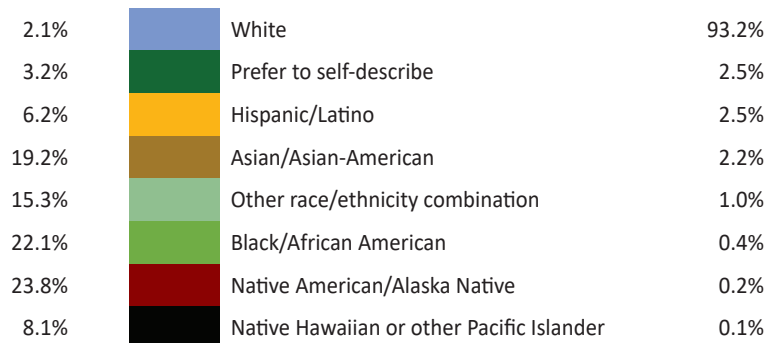 2.1% White 93.2%
3.2% Prefer to self-describe 2.5%
6.2% Hispanic/Latino 2.5%
19.2% Asian/Asian-American 2.2%
15.3% Other race/ethnicity combination 1.0%
22.1% Black/African American 0.4%
23.8% Native American/Alaska Native 0.2%
8.1% Native Hawaiian or other Pacific Islander 0.1%